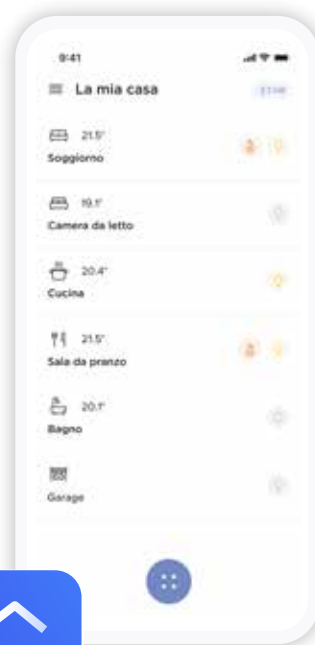 9:41
La mia casa
21.5°
Soggiorno
19.1°
Camera da letto
20.4°
Cucina
21.5°
Sala da pranzo
20.1°
Bagno
Garage